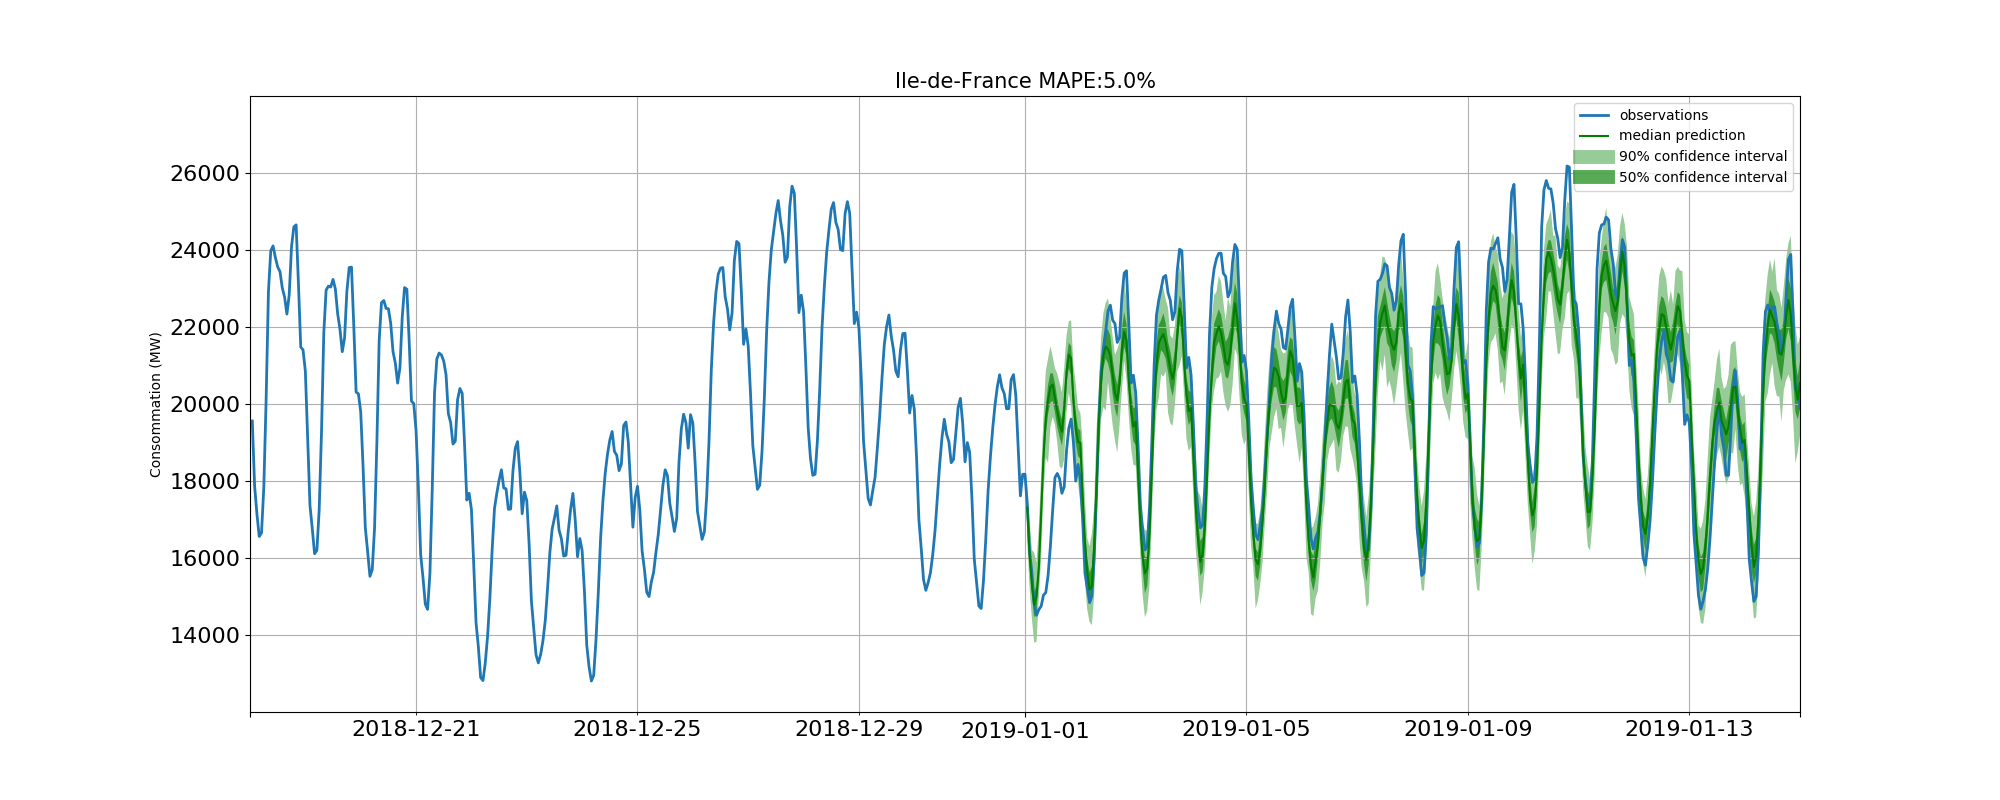 Ile-de-France MAPE:5.0%
observations
median prediction
90% confidence interval
50% confidence interval
Consommation (MW)
26000
24000
22000
20000
18000
16000
14000
2018-12-21 2018-12-25 2018-12-29 2019-01-01 2019-01-05 2019-01-09 2019-01-13